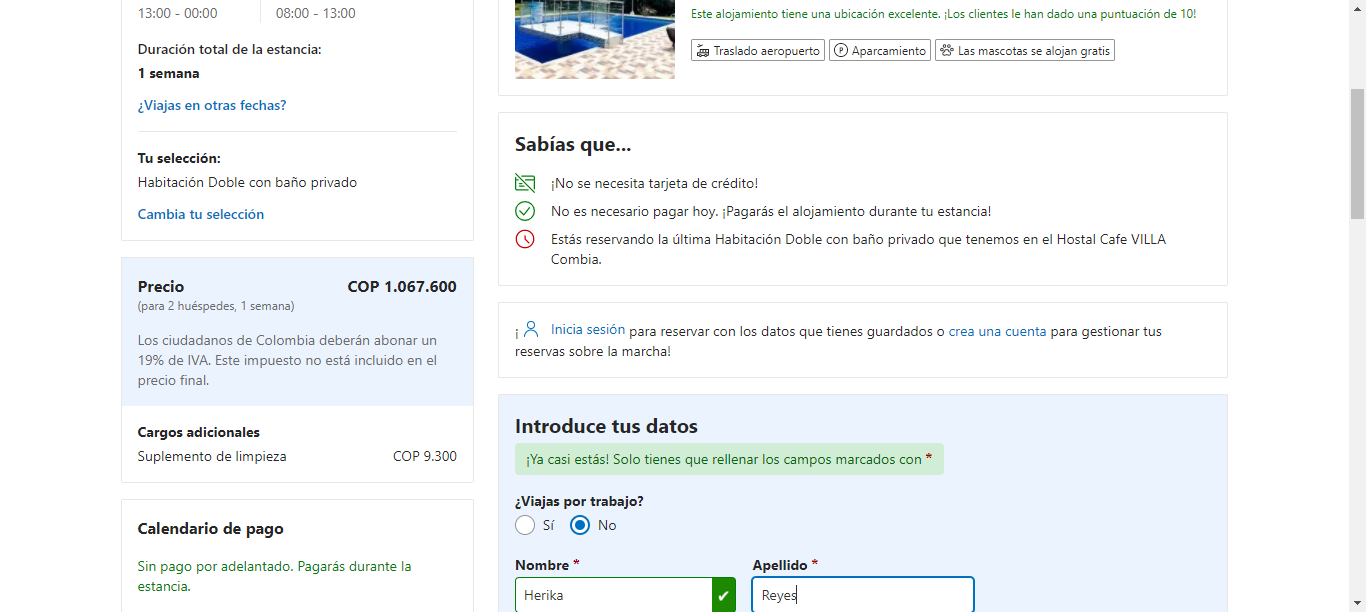 13:00 - 00:00
08:00 - 13:00
Duración total de la estancia:
1 semana
¿Viajas en otras fechas?
Tu selección:
Habitación Doble con baño privado
Cambia tu selección
Precio COP 1.067.600
(para 2 huéspedes, 1 semana)
Los ciudadanos de Colombia deberán abonar un
19% de IVA. Este impuesto no está incluido en el
precio final.
Cargos adicionales
Suplemento de limpieza COP 9.300
Calendario de pago
Sin pago por adelantado. Pagarás durante la
estancia.
Este alojamiento tiene una ubicación excelente. ¡Los clientes le han dado una puntuación de 10!
Traslado aeropuerto
Aparcamiento
Las mascotas se alojan gratis
Sabías que...
¡No se necesita tarjeta de crédito!
No es necesario pagar hoy. ¡Pagarás el alojamiento durante tu estancia!
Estás reservando la última Habitación Doble con baño privado que tenemos en el Hostal Cafe VILLA
Combia.
¡ Inicia sesión para reservar con los datos que tienes guardados o crea una cuenta para gestionar tus
reservas sobre la marcha!
Introduce tus datos
¡Ya casi estás! Solo tienes que rellenar los campos marcados con *
¿Viajas por trabajo?
Sí No
Nombre * Apellido *
Herika Reyes